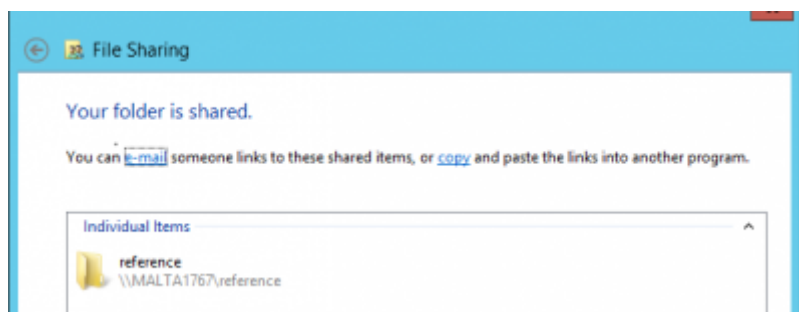 File Sharing
Your folder is shared.
You can e-mail someone links to these shared items, or copy and paste the links into another program.
Individual Items
reference
\\MALTA1767\reference